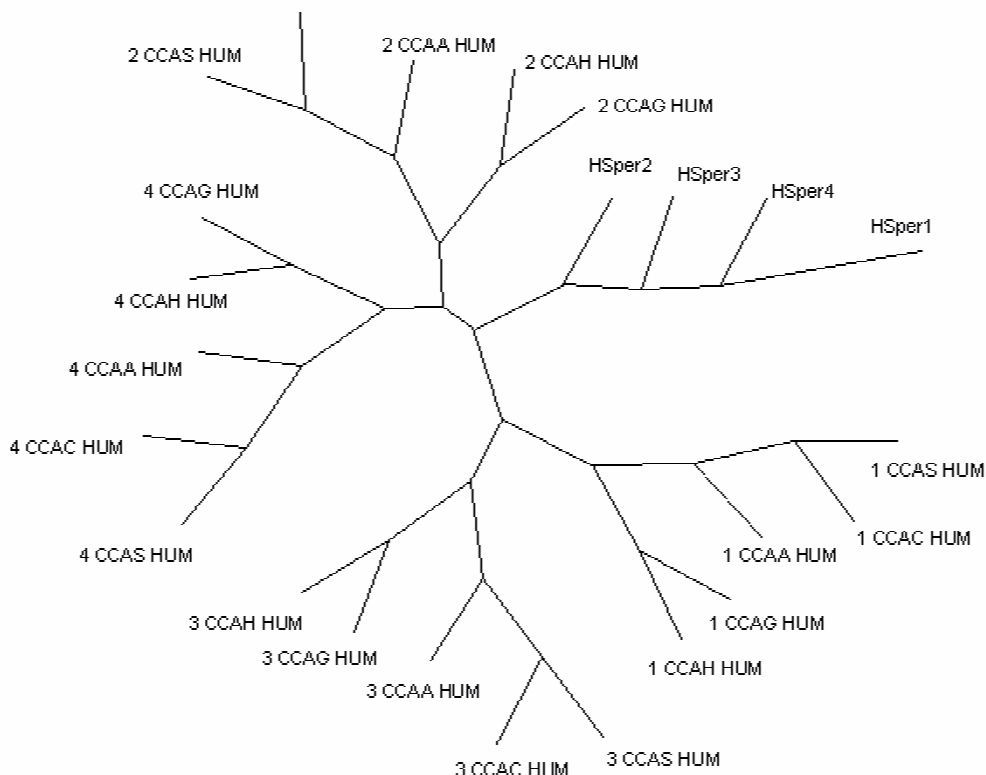 2 CCAS HUM
2 CCAA HUM
2 CCAH HUM
2 CCAG HUM
HSper2
HSper3
HSper4
HSper1
4 CCAG HUM
4 CCAH HUM
4 CCAA HUM
4 CCAC HUM
4 CCAS HUM
1 CCAS HUM
1 CCAC HUM
1 CCAA HUM
1 CCAG HUM
1 CCAH HUM
3 CCAH HUM
3 CCAG HUM
3 CCAA HUM
3 CCAC HUM
3 CCAS HUM